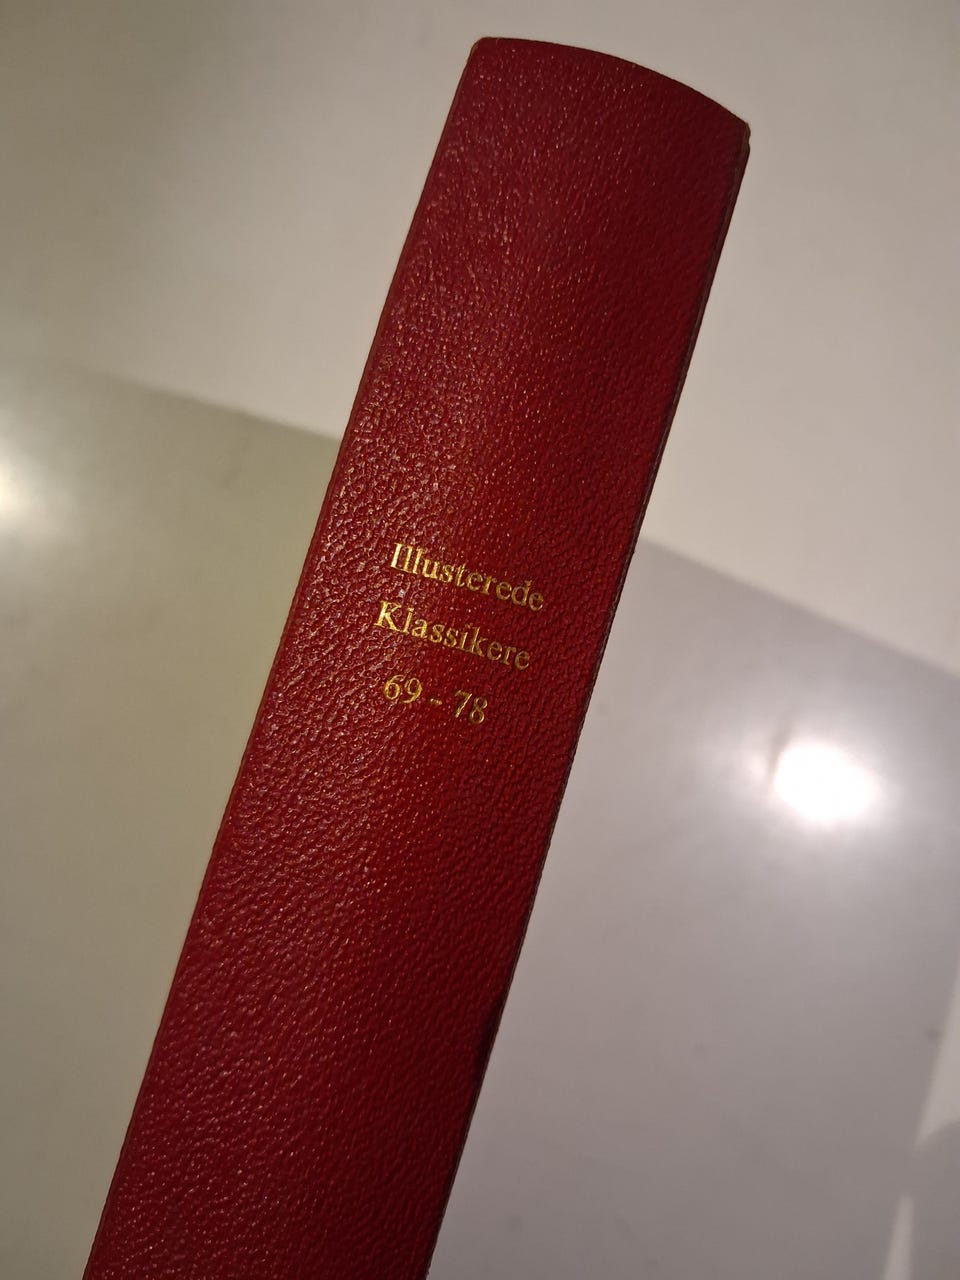 Illusterede
Klassikere
69 - 78